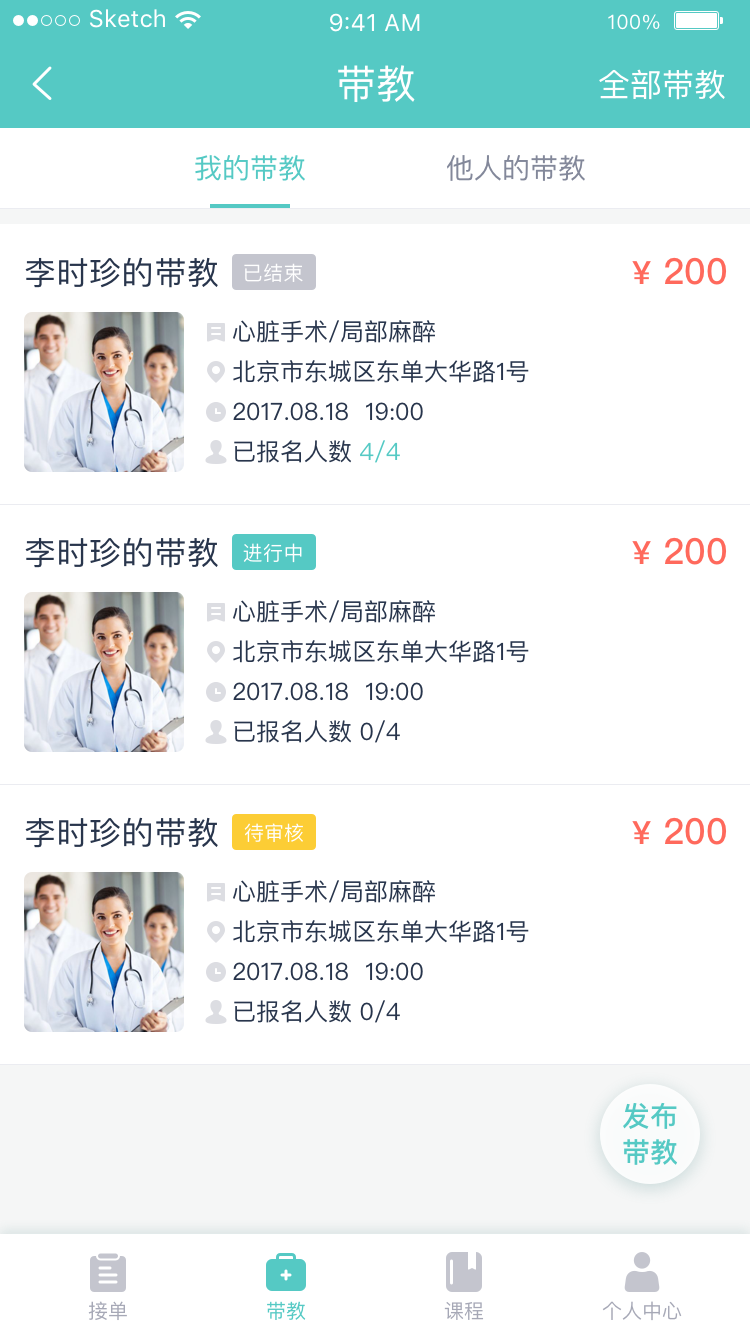 Sketch 9:41 AM 100%
带教 全部带教
我的带教 他人的带教
李时珍的带教 已结束 ¥ 200
心脏手术/局部麻醉
北京市东城区东单大华路1号
2017.08.18 19:00
已报名人数 4/4
李时珍的带教 进行中 ¥ 200
心脏手术/局部麻醉
北京市东城区东单大华路1号
2017.08.18 19:00
已报名人数 0/4
李时珍的带教 待审核 ¥ 200
心脏手术/局部麻醉
北京市东城区东单大华路1号
2017.08.18 19:00
已报名人数 0/4
发布
带教
接单 带教 课程 个人中心